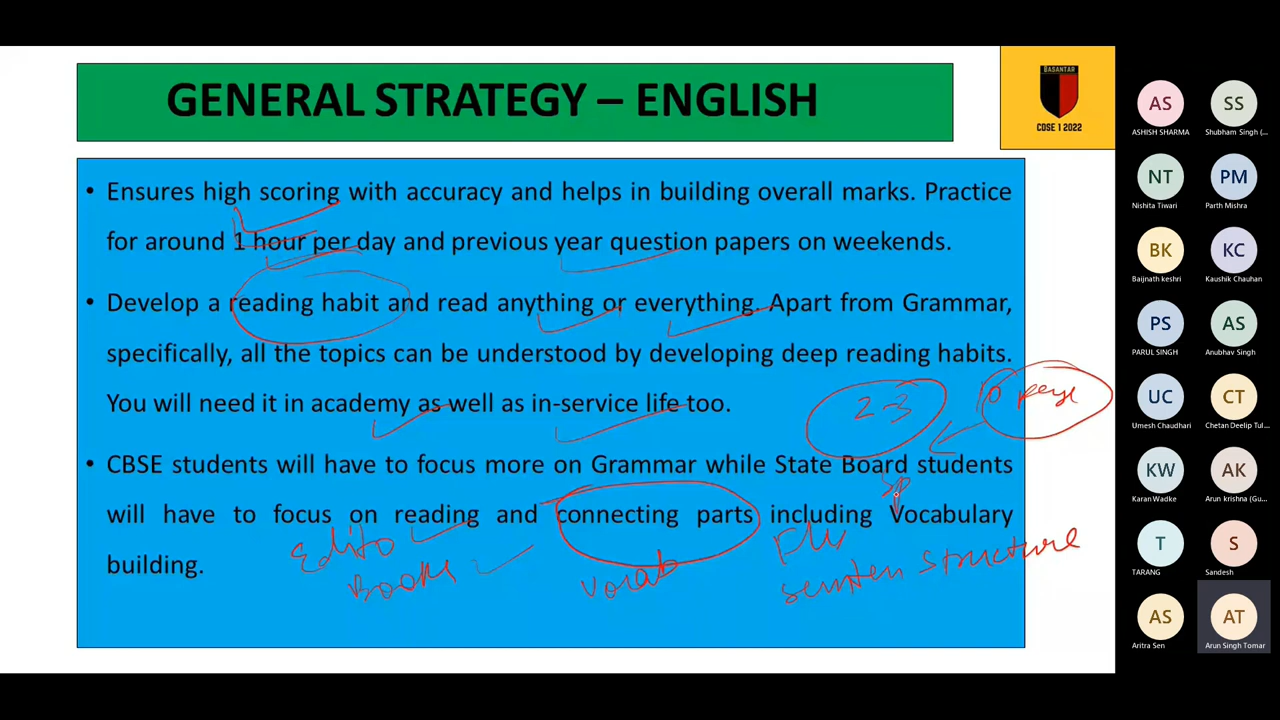 GENERAL STRATEGY – ENGLISH
BASANTAR
CDSE 1 2022
• Ensures high scoring with accuracy and helps in building overall marks. Practice
for around 1 hour per day and previous year question papers on weekends.
• Develop a reading habit and read anything or everything. Apart from Grammar,
specifically, all the topics can be understood by developing deep reading habits.
You will need it in academy as well as in-service life too.
2-3
10
• CBSE students will have to focus more on Grammar while State Board students
will have to focus on reading and connecting parts including Vocabulary
building.
Edito
Books
vocab
structure
AS
ASHISH SHARMA
SS
Shubham Singh (...
NT
Nishita Tiwari
PM
Parth Mishra
BK
Baijnath keshri
KC
Kaushik Chauhan
PS
PARUL SINGH
AS
Anubhav Singh
UC
Umesh Chaudhari
CT
Chetan Deelip Tul...
KW
Karan Wadke
AK
Arun krishna (Gu...
T
TARANG
S
Sandesh
AS
Aritra Sen
AT
Arun Singh Tomar